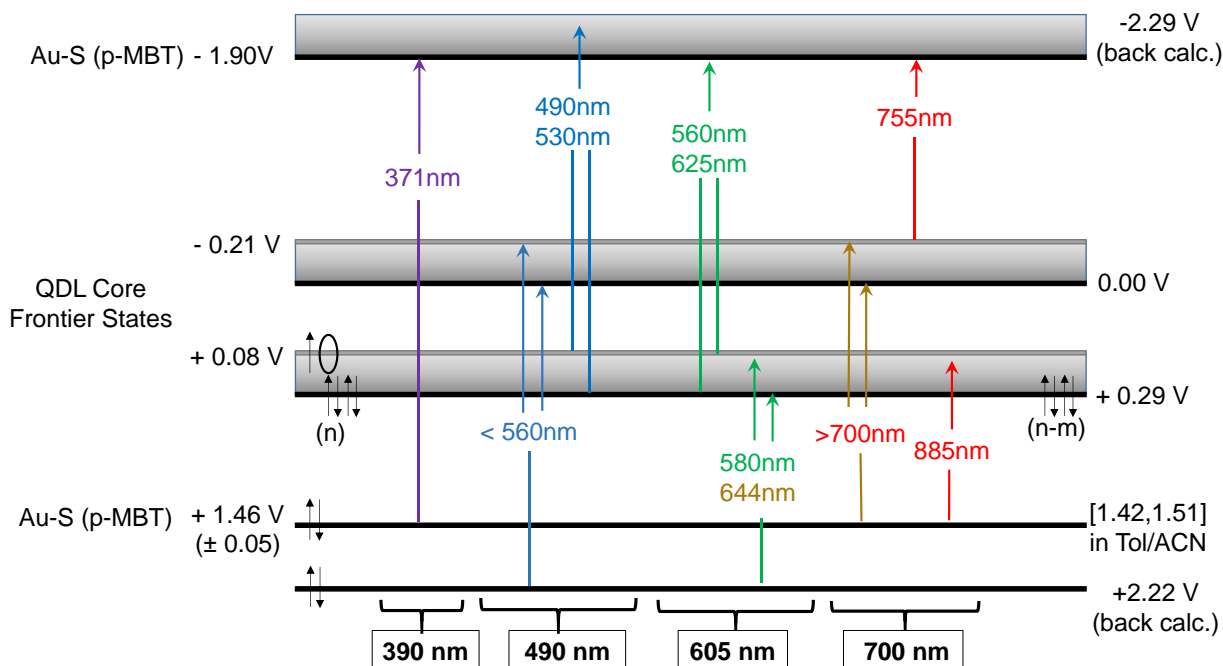 -2.29 V
(back calc.)
Au-S (p-MBT)
- 1.90V
490nm
530nm
560nm
625nm
755nm
371nm
- 0.21 V
QDL Core
Frontier States
0.00 V
+ 0.08 V
+ 0.29 V
(n)
(n-m)
< 560nm
>700nm
885nm
580nm
644nm
Au-S (p-MBT)
+ 1.46 V
(± 0.05)
[1.42,1.51]
in Tol/ACN
+2.22 V
(back calc.)
390 nm
490 nm
605 nm
700 nm